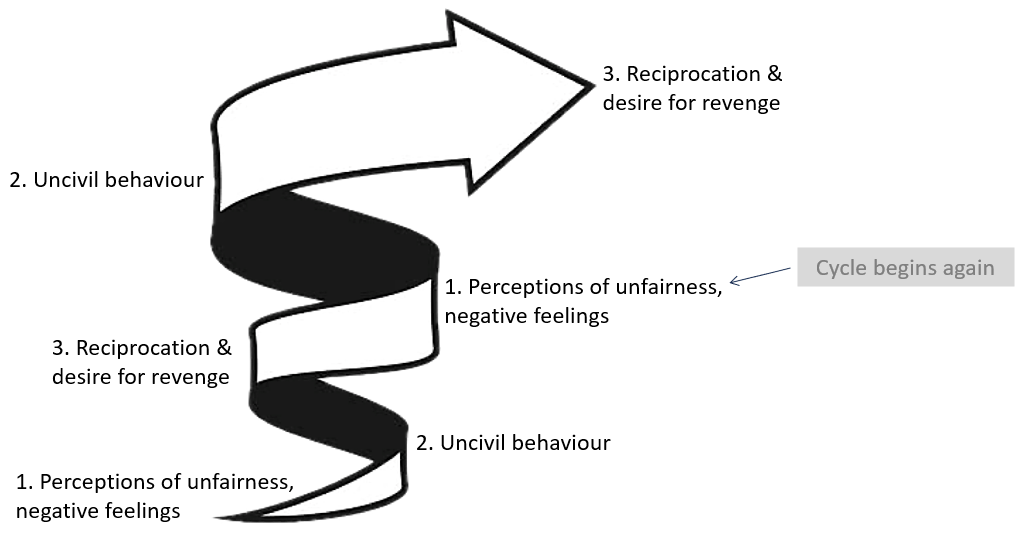 3. Reciprocation &
desire for revenge
2. Uncivil behaviour
Cycle begins again
1. Perceptions of unfairness,
negative feelings
3. Reciprocation &
desire for revenge
2. Uncivil behaviour
1. Perceptions of unfairness,
negative feelings